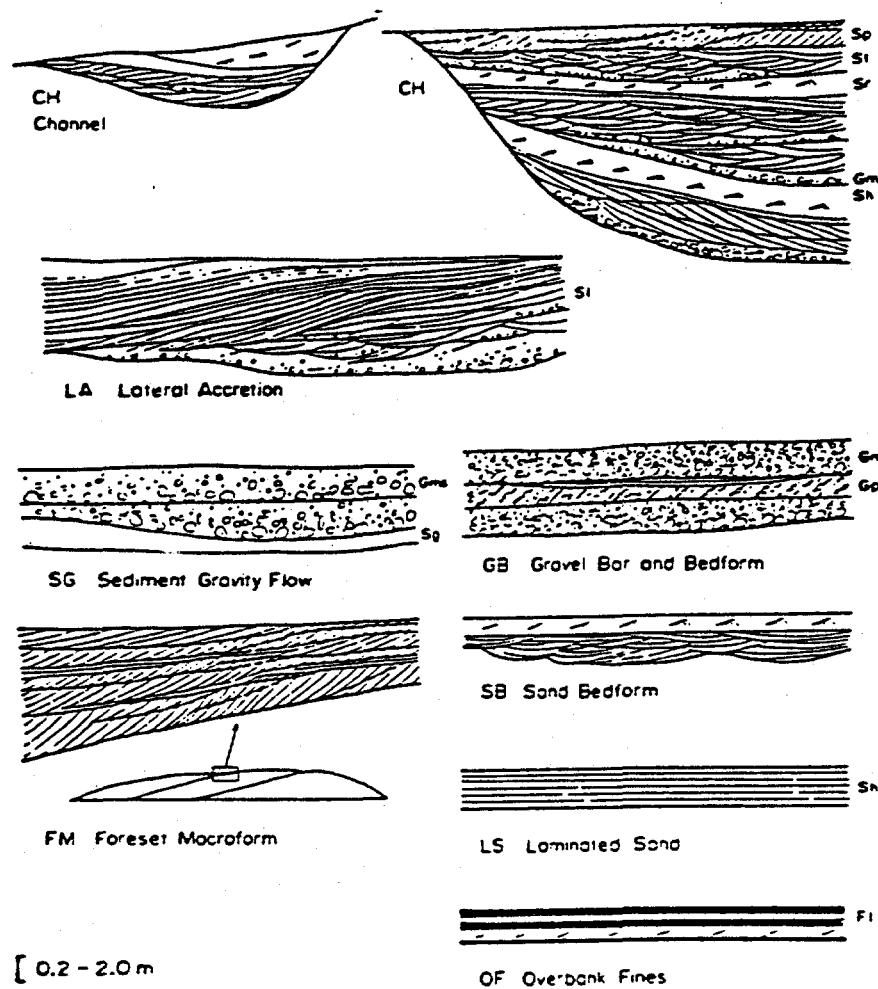 Sp
St
CH
Channel
CH
Sr
Gm
Sh
Sl
LA Lateral Accretion
Gms
Sg
SG Sediment Gravity Flow
Gm
Gp
GB Gravel Bar and Bedform
SB Sand Bedform
FM Foreset Macroform
Sh
LS Laminated Sand
Fl
[ 0.2 - 2.0 m
OF Overbank Fines